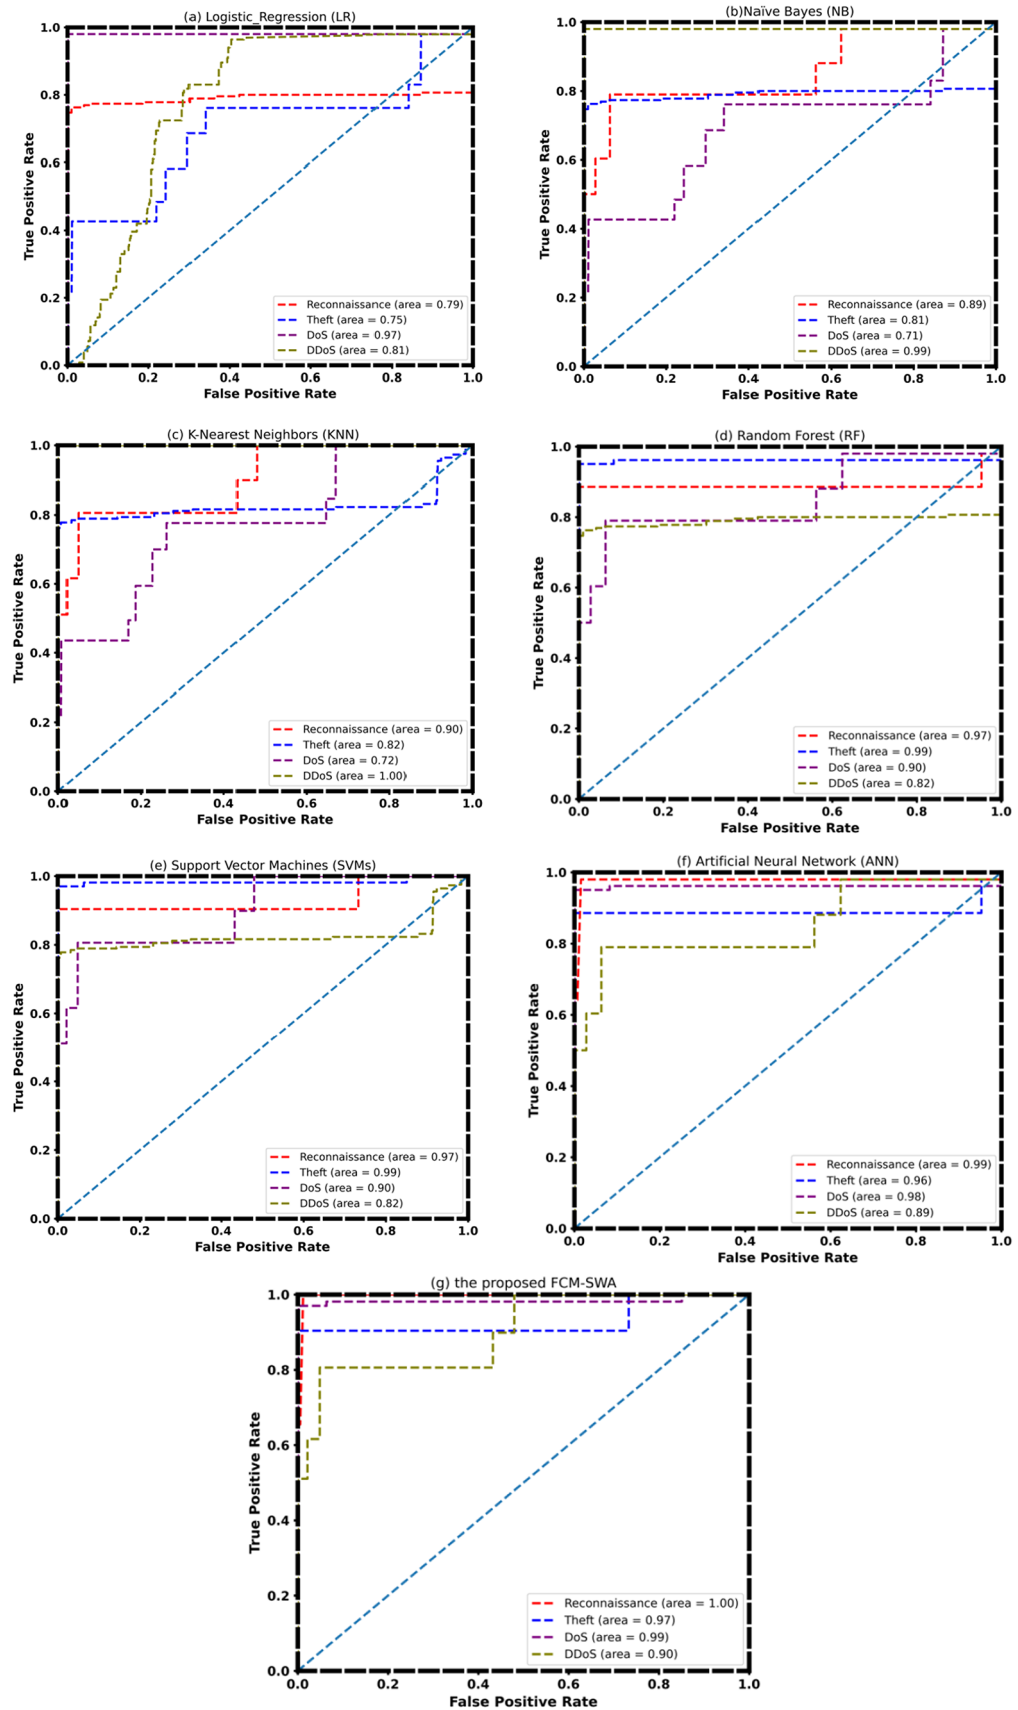 (a) Logistic_Regression (LR)
1.0
0.8
0.6
0.4
0.2
0.0
True Positive Rate
0.0 0.2 0.4 0.6 0.8 1.0
False Positive Rate
Reconnaissance (area = 0.79)
Theft (area = 0.75)
DoS (area = 0.97)
DDoS (area = 0.81)
(b)Naïve Bayes (NB)
1.0
0.8
0.6
0.4
0.2
0.0
True Positive Rate
0.0 0.2 0.4 0.6 0.8 1.0
False Positive Rate
Reconnaissance (area = 0.89)
Theft (area = 0.81)
DoS (area = 0.71)
DDoS (area = 0.99)
(c) K-Nearest Neighbors (KNN)
1.0
0.8
0.6
0.4
0.2
0.0
True Positive Rate
0.0 0.2 0.4 0.6 0.8 1.0
False Positive Rate
Reconnaissance (area = 0.90)
Theft (area = 0.82)
DoS (area = 0.72)
DDoS (area = 1.00)
(d) Random Forest (RF)
1.0
0.8
0.6
0.4
0.2
0.0
True Positive Rate
0.0 0.2 0.4 0.6 0.8 1.0
False Positive Rate
Reconnaissance (area = 0.97)
Theft (area = 0.99)
DoS (area = 0.90)
DDoS (area = 0.82)
(e) Support Vector Machines (SVMs)
1.0
0.8
0.6
0.4
0.2
0.0
True Positive Rate
0.0 0.2 0.4 0.6 0.8 1.0
False Positive Rate
Reconnaissance (area = 0.97)
Theft (area = 0.99)
DoS (area = 0.90)
DDoS (area = 0.82)
(f) Artificial Neural Network (ANN)
1.0
0.8
0.6
0.4
0.2
0.0
True Positive Rate
0.0 0.2 0.4 0.6 0.8 1.0
False Positive Rate
Reconnaissance (area = 0.99)
Theft (area = 0.96)
DoS (area = 0.98)
DDoS (area = 0.89)
(g) the proposed FCM-SWA
1.0
0.8
0.6
0.4
0.2
0.0
True Positive Rate
0.0 0.2 0.4 0.6 0.8 1.0
False Positive Rate
Reconnaissance (area = 1.00)
Theft (area = 0.97)
DoS (area = 0.99)
DDoS (area = 0.90)